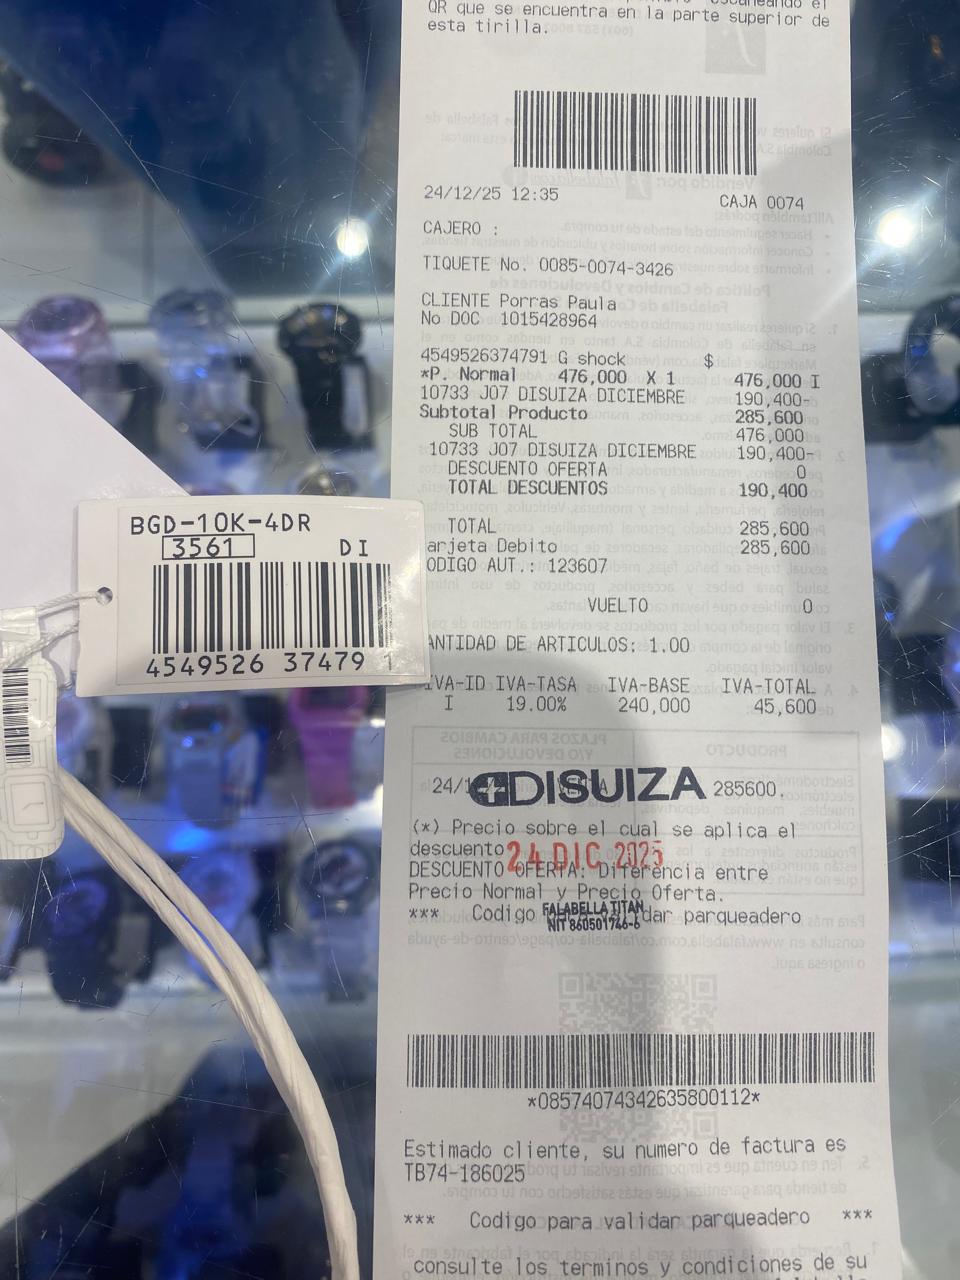 QR que se encuentra en la parte superior de
esta tirilla.
24/12/25 12:35 CAJA 0074
CAJERO :
TIQUETE No. 0085-0074-3426
CLIENTE Porras Paula
No DOC 1015428964
4549526374791 G shock $
*P. Normal 476,000 X 1 476,000 I
10733 J07 DISUIZA DICIEMBRE 190,400-
Subtotal Producto 285,600
SUB TOTAL 476,000
10733 J07 DISUIZA DICIEMBRE 190,400-
DESCUENTO OFERTA 0
TOTAL DESCUENTOS 190,400
TOTAL 285,600
arjeta Debito 285,600
ODIGO AUT.: 123607
VUELTO 0
ANTIDAD DE ARTICULOS: 1.00
IVA-ID IVA-TASA IVA-BASE IVA-TOTAL
I 19.00% 240,000 45,600
24/1 DISUIZA 285600.
(*) Precio sobre el cual se aplica el
descuento
24 DIC 2025
DESCUENTO OFERTA: Diferencia entre
Precio Normal y Precio Oferta.
FALABELLA TITAN
NIT 860501746-6
*** Codigo validar parqueadero
*08574074342635800112*
Estimado cliente, su numero de factura es
TB74-186025
*** Codigo para validar parqueadero ***
consulte los terminos y condiciones de su
BGD-10K-4DR
3561 DI
4549526 37479 1